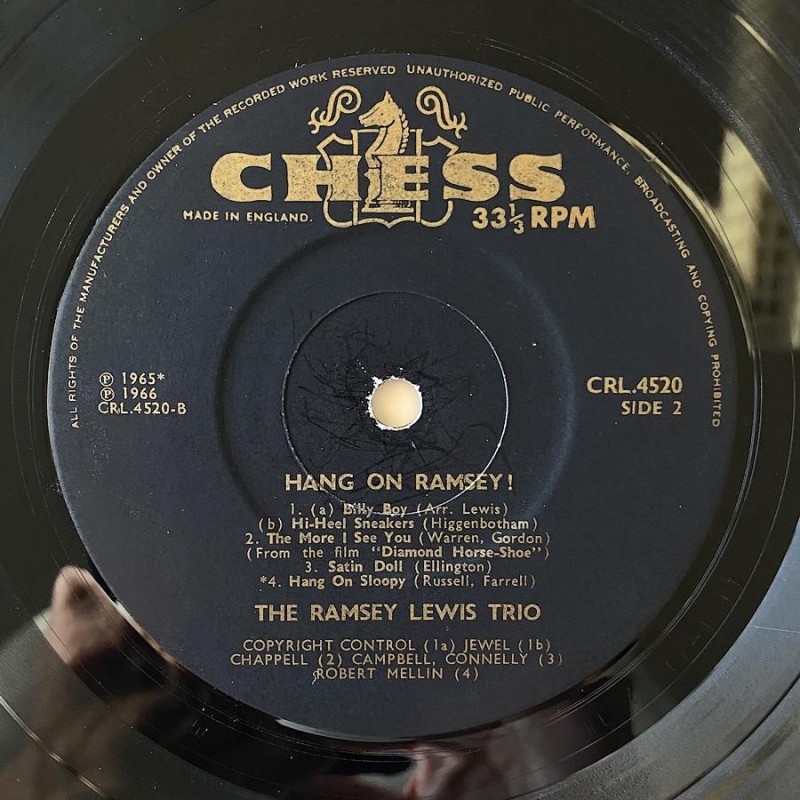 ALL RIGHTS OF THE MANUFACTURERS AND OWNER OF THE RECORDED WORK RESERVED UNAUTHORIZED PUBLIC PERFORMANCE, BROADCASTING AND COPYING PROHIBITED
CHESS
MADE IN ENGLAND.
33⅓ RPM
℗ 1965*
℗ 1966
CRL.4520-B
CRL.4520
SIDE 2
HANG ON RAMSEY!
1. (a) Billy Boy (Arr. Lewis)
(b) Hi-Heel Sneakers (Higgenbotham)
2. The More I See You (Warren, Gordon)
(From the film "Diamond Horse-Shoe")
3. Satin Doll (Ellington)
*4. Hang On Sloopy (Russell, Farrell)
THE RAMSEY LEWIS TRIO
COPYRIGHT CONTROL (1a) JEWEL (1b)
CHAPPELL (2) CAMPBELL, CONNELLY (3)
ROBERT MELLIN (4)